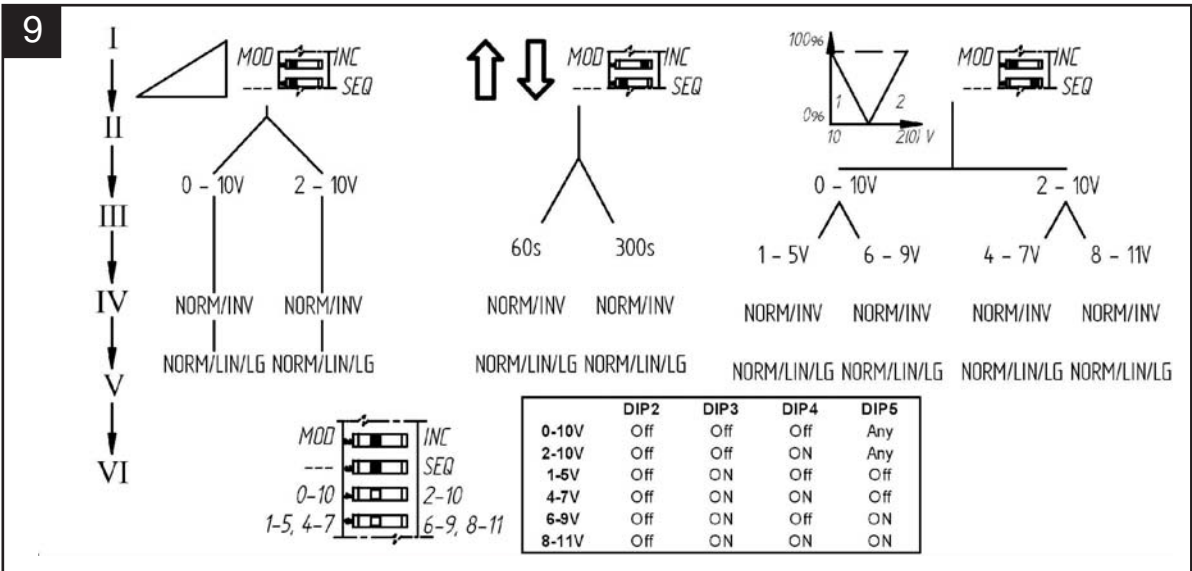 9
I
II
III
IV
V
VI
MOD INC
--- SEQ
0 - 10V 2 - 10V
NORM/INV NORM/INV
NORM/LIN/LG NORM/LIN/LG
MOD INC
--- SEQ
60s 300s
NORM/INV NORM/INV
NORM/LIN/LG NORM/LIN/LG
100%
1 2
0%
10 2(0) V
MOD INC
--- SEQ
0 - 10V 2 - 10V
1 - 5V 6 - 9V 4 - 7V 8 - 11V
NORM/INV NORM/INV NORM/INV NORM/INV
NORM/LIN/LG NORM/LIN/LG NORM/LIN/LG NORM/LIN/LG
MOD INC
--- SEQ
0-10 2-10
1-5, 4-7 6-9, 8-11
DIP2 DIP3 DIP4 DIP5
0-10V Off Off Off Any
2-10V Off Off ON Any
1-5V Off ON Off Off
4-7V Off ON ON Off
6-9V Off ON Off ON
8-11V Off ON ON ON